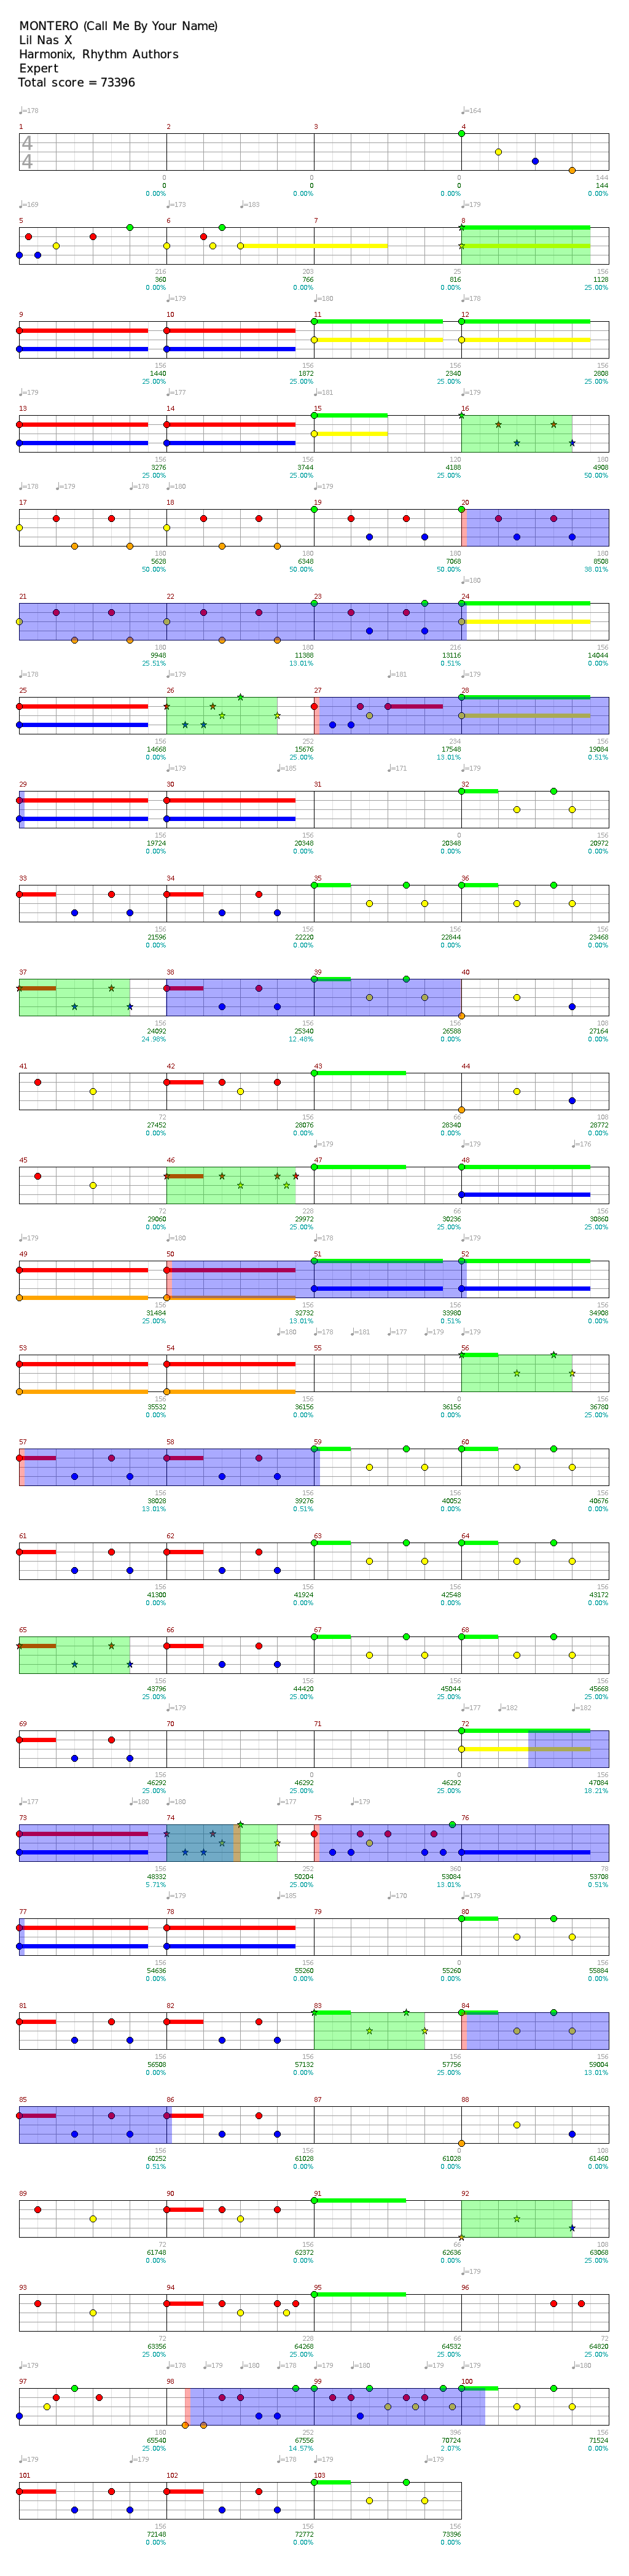 MONTERO (Call Me By Your Name)
Lil Nas X
Harmonix, Rhythm Authors
Expert
Total score = 73396
♩=178 ♩=164
1 2 3 4
4
4
0 0 0 144
0 0 0 144
0.00% 0.00% 0.00% 0.00%
♩=169 ♩=173 ♩=183 ♩=179
5 6 7 8
216 203 25 156
360 766 816 1128
0.00% 0.00% 0.00% 25.00%
♩=179 ♩=180 ♩=178
9 10 11 12
156 156 156 156
1440 1872 2340 2808
25.00% 25.00% 25.00% 25.00%
♩=179 ♩=177 ♩=181 ♩=179
13 14 15 16
156 156 120 180
3276 3744 4188 4908
25.00% 25.00% 25.00% 50.00%
♩=178 ♩=179 ♩=178 ♩=180 ♩=179
17 18 19 20
180 180 180 180
5628 6348 7068 8508
50.00% 50.00% 50.00% 38.01%
♩=180
21 22 23 24
180 180 216 156
9948 11388 13116 14044
25.51% 13.01% 0.51% 0.00%
♩=178 ♩=179 ♩=181 ♩=179
25 26 27 28
156 252 234 156
14668 15676 17548 19084
0.00% 25.00% 13.01% 0.51%
♩=179 ♩=185 ♩=171 ♩=179
29 30 31 32
156 156 0 156
19724 20348 20348 20972
0.00% 0.00% 0.00% 0.00%
33 34 35 36
156 156 156 156
21596 22220 22844 23468
0.00% 0.00% 0.00% 0.00%
37 38 39 40
156 156 156 108
24092 25340 26588 27164
24.98% 12.48% 0.00% 0.00%
41 42 43 44
72 156 66 108
27452 28076 28340 28772
0.00% 0.00% 0.00% 0.00%
♩=179 ♩=179 ♩=176
45 46 47 48
72 228 66 156
29060 29972 30236 30860
0.00% 25.00% 25.00% 25.00%
♩=179 ♩=180 ♩=178 ♩=179
49 50 51 52
156 156 156 156
31484 32732 33980 34908
25.00% 13.01% 0.51% 0.00%
♩=180 ♩=178 ♩=181 ♩=177 ♩=179 ♩=179
53 54 55 56
156 156 0 156
35532 36156 36156 36780
0.00% 0.00% 0.00% 25.00%
57 58 59 60
156 156 156 156
38028 39276 40052 40676
13.01% 0.51% 0.00% 0.00%
61 62 63 64
156 156 156 156
41300 41924 42548 43172
0.00% 0.00% 0.00% 0.00%
65 66 67 68
156 156 156 156
43796 44420 45044 45668
25.00% 25.00% 25.00% 25.00%
♩=179 ♩=177 ♩=182 ♩=182
69 70 71 72
156 0 0 156
46292 46292 46292 47084
25.00% 25.00% 25.00% 18.21%
♩=177 ♩=180 ♩=180 ♩=177 ♩=179
73 74 75 76
156 252 360 78
48332 50204 53084 53708
5.71% 25.00% 13.01% 0.51%
♩=179 ♩=185 ♩=170 ♩=179
77 78 79 80
156 156 0 156
54636 55260 55260 55884
0.00% 0.00% 0.00% 0.00%
81 82 83 84
156 156 156 156
56508 57132 57756 59004
0.00% 0.00% 25.00% 13.01%
85 86 87 88
156 156 0 108
60252 61028 61028 61460
0.51% 0.00% 0.00% 0.00%
89 90 91 92
72 156 66 108
61748 62372 62636 63068
0.00% 0.00% 0.00% 25.00%
♩=179
93 94 95 96
72 228 66 72
63356 64268 64532 64820
25.00% 25.00% 25.00% 25.00%
♩=179 ♩=178 ♩=179 ♩=180 ♩=178 ♩=179 ♩=180 ♩=179 ♩=180
97 98 99 100
180 252 396 156
65540 67556 70724 71524
25.00% 14.57% 2.07% 0.00%
♩=179 ♩=179 ♩=178 ♩=179
101 102 103
156 156 156
72148 72772 73396
0.00% 0.00% 0.00%